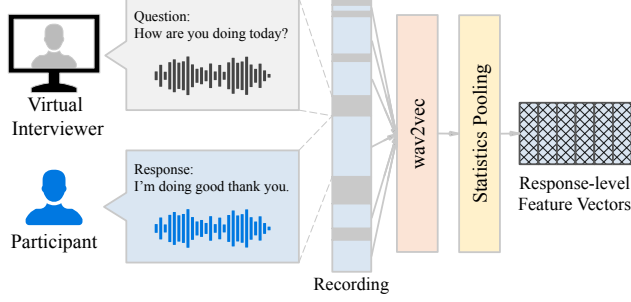 Question:
How are you doing today?
Virtual
Interviewer
Response:
I'm doing good thank you.
Participant
Recording
wav2vec
Statistics Pooling
Response-level
Feature Vectors